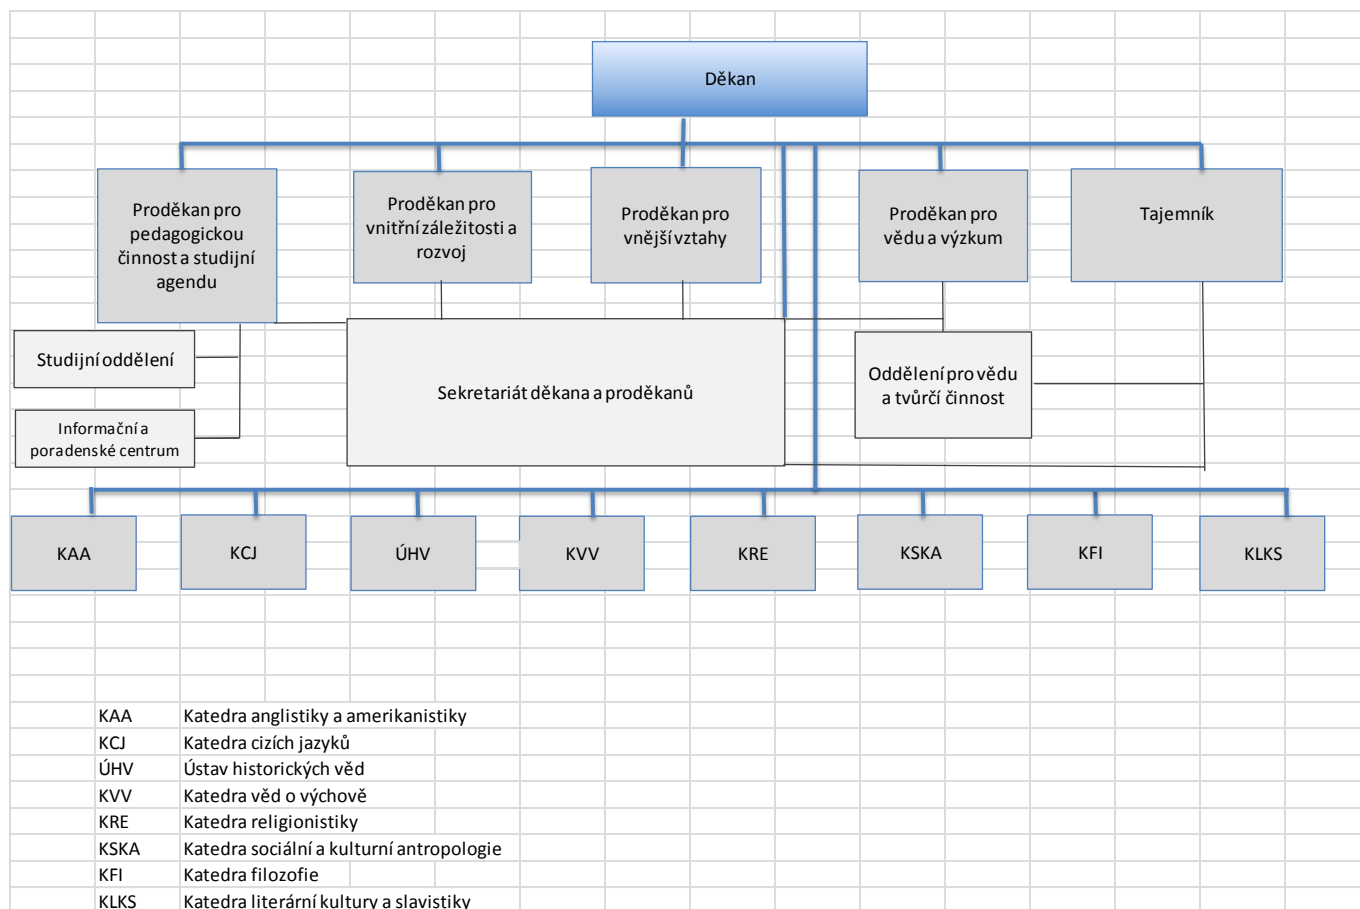 Děkan
Proděkan pro
pedagogickou
činnost a studijní
agendu
Proděkan pro
vnitřní záležitosti a
rozvoj
Proděkan pro
vnější vztahy
Proděkan pro
vědu a výzkum
Tajemník
Studijní oddělení
Informační a
poradenské centrum
Sekretariát děkana a proděkanů
Oddělení pro vědu
a tvůrčí činnost
KAA
KCJ
ÚHV
KVV
KRE
KSKA
KFI
KLKS
KAA Katedra anglistiky a amerikanistiky
KCJ Katedra cizích jazyků
ÚHV Ústav historických věd
KVV Katedra věd o výchově
KRE Katedra religionistiky
KSKA Katedra sociální a kulturní antropologie
KFI Katedra filozofie
KLKS Katedra literární kultury a slavistiky